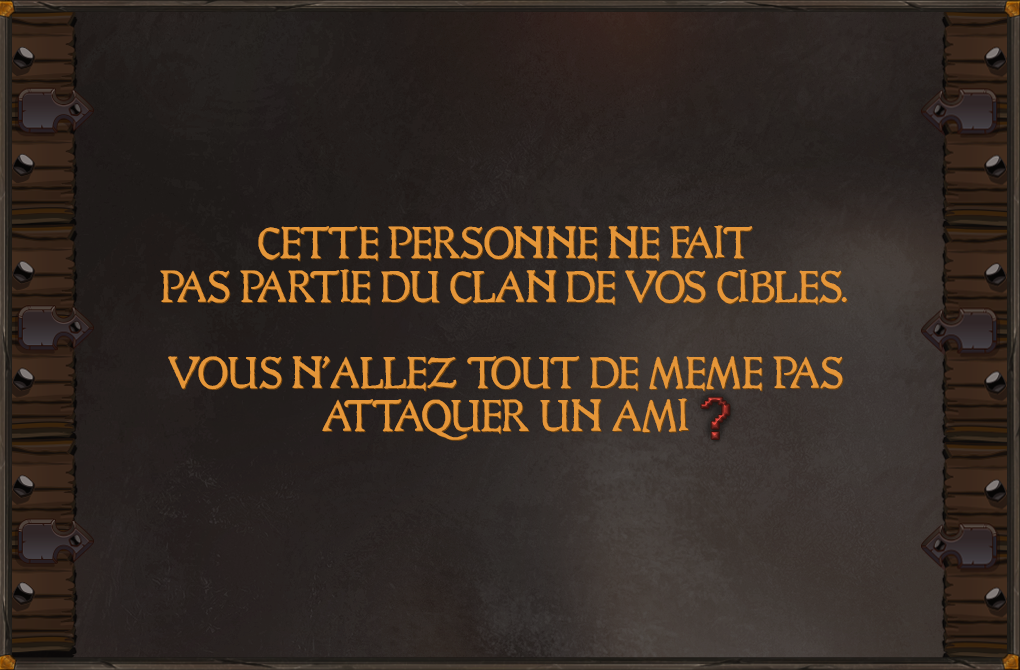 CETTE PERSONNE NE FAIT
PAS PARTIE DU CLAN DE VOS CIBLES.
VOUS N'ALLEZ TOUT DE MEME PAS
ATTAQUER UN AMI ?